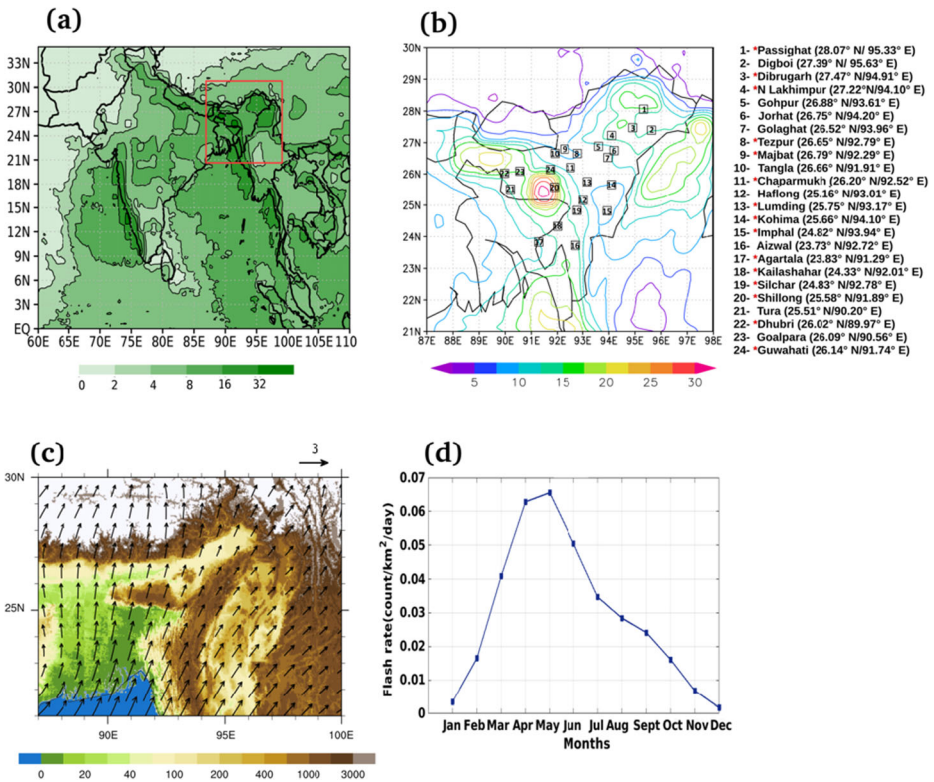 (a)
33N
30N
27N
24N
21N
18N
15N
12N
9N
6N
3N
EQ
60E 65E 70E 75E 80E 85E 90E 95E 100E 105E 110E
0 2 4 8 16 32
(b)
30N
29N
28N
27N
26N
25N
24N
23N
22N
21N
87E 88E 89E 90E 91E 92E 93E 94E 95E 96E 97E 98E
5 10 15 20 25 30
1- *Passighat (28.07° N/ 95.33° E)
2- Digboi (27.39° N/ 95.63° E)
3- *Dibrugarh (27.47° N/94.91° E)
4- *N Lakhimpur (27.22°N/94.10° E)
5- Gohpur (26.88° N/93.61° E)
6- Jorhat (26.75° N/94.20° E)
7- Golaghat (26.52° N/93.96° E)
8- *Tezpur (26.65° N/92.79° E)
9- *Majbat (26.79° N/92.29° E)
10- Tangla (26.66° N/91.91° E)
11- *Chaparmukh (26.20° N/92.52° E)
12- Haflong (25.16° N/93.01° E)
13- *Lumding (25.75° N/93.17° E)
14- *Kohima (25.66° N/94.10° E)
15- *Imphal (24.82° N/93.94° E)
16- Aizwal (23.73° N/92.72° E)
17- *Agartala (23.83° N/91.29° E)
18- *Kailashahar (24.33° N/92.01° E)
19- *Silchar (24.83° N/92.78° E)
20- *Shillong (25.58° N/91.89° E)
21- Tura (25.51° N/90.20° E)
22- *Dhubri (26.02° N/89.97° E)
23- Goalpara (26.09° N/90.56° E)
24- *Guwahati (26.14° N/91.74° E)
(c)
3
30N
25N
90E 95E 100E
0 20 40 100 200 400 1000 3000
(d)
Flash rate(count/km²/day)
0.07
0.06
0.05
0.04
0.03
0.02
0.01
0
Jan Feb Mar Apr May Jun Jul Aug Sept Oct Nov Dec
Months